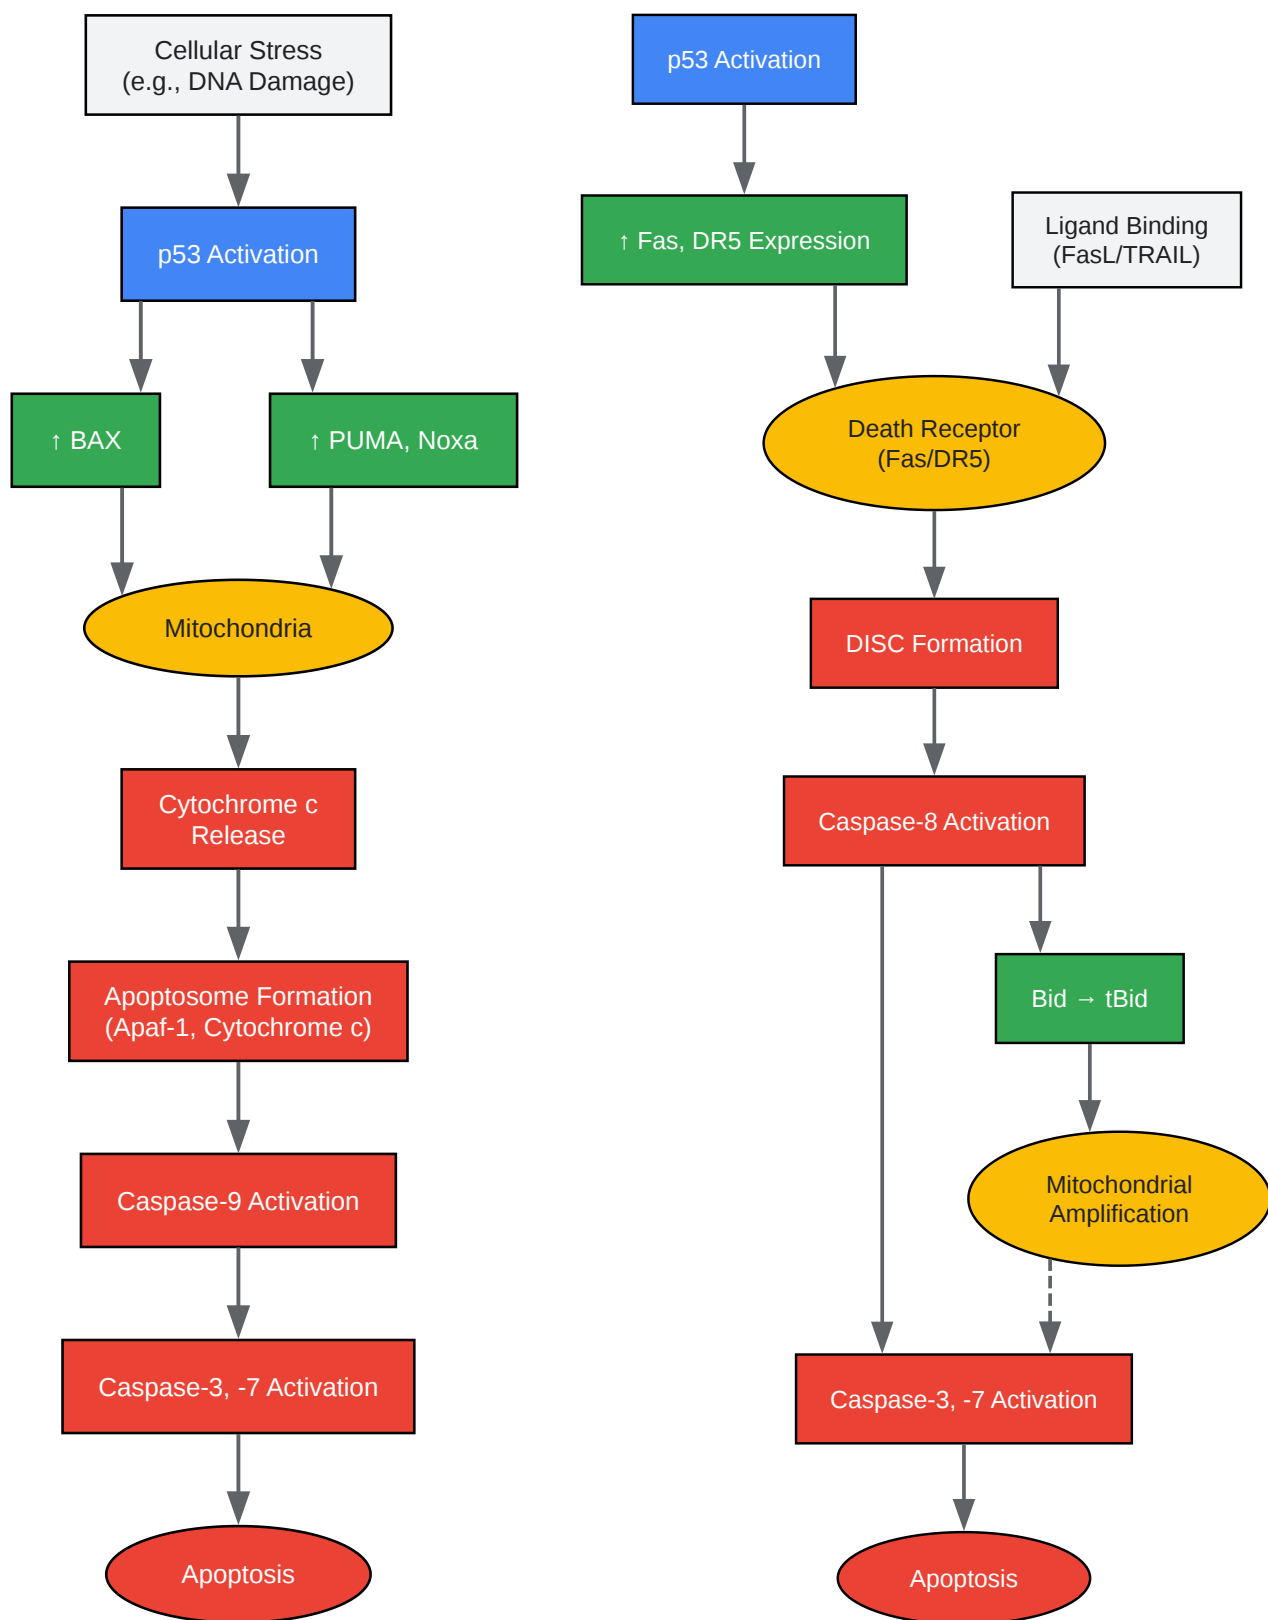 Cellular Stress
(e.g., DNA Damage)
p53 Activation
↑ BAX
↑ PUMA, Noxa
Mitochondria
Cytochrome c
Release
Apoptosome Formation
(Apaf-1, Cytochrome c)
Caspase-9 Activation
Caspase-3, -7 Activation
Apoptosis
p53 Activation
↑ Fas, DR5 Expression
Ligand Binding
(FasL/TRAIL)
Death Receptor
(Fas/DR5)
DISC Formation
Caspase-8 Activation
Bid → tBid
Mitochondrial
Amplification
Caspase-3, -7 Activation
Apoptosis